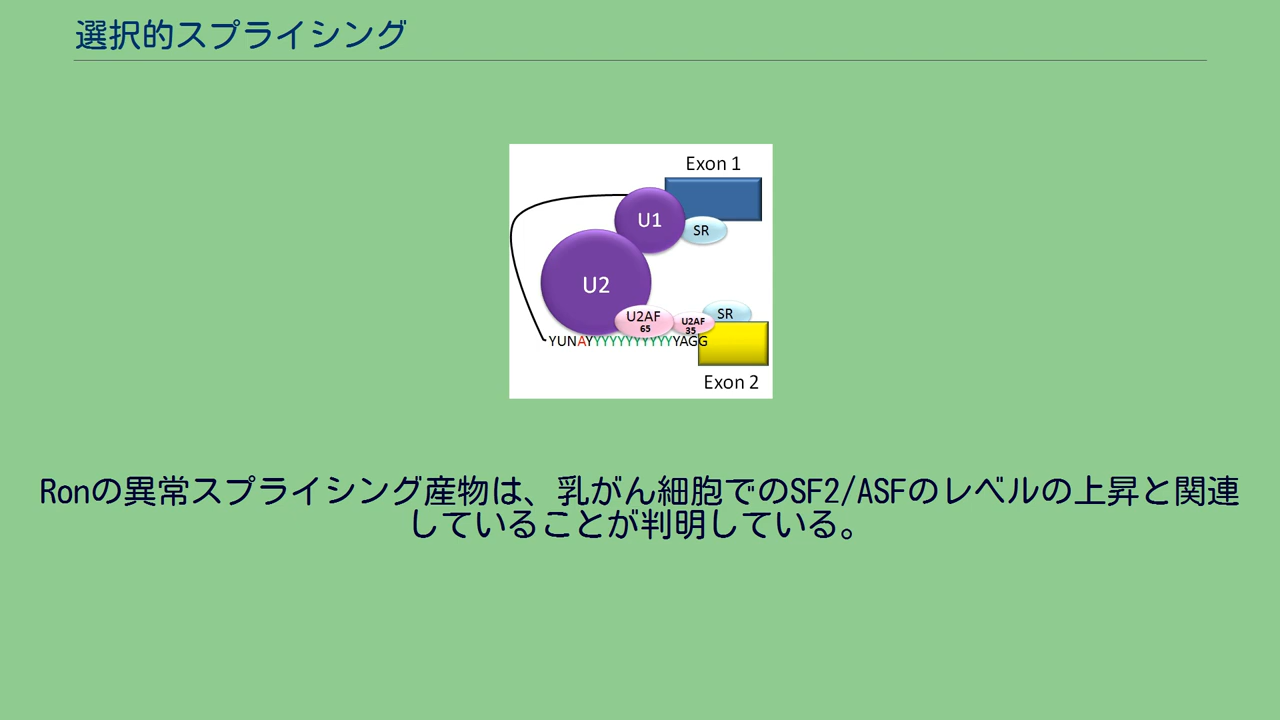 選択的スプライシング
Exon 1
U1
SR
U2
SR
U2AF
65
U2AF
35
YUNAYYYYYYYYYYYYAGG
Exon 2
Ronの異常スプライシング産物は、乳がん細胞でのSF2/ASFのレベルの上昇と関連
していることが判明している。